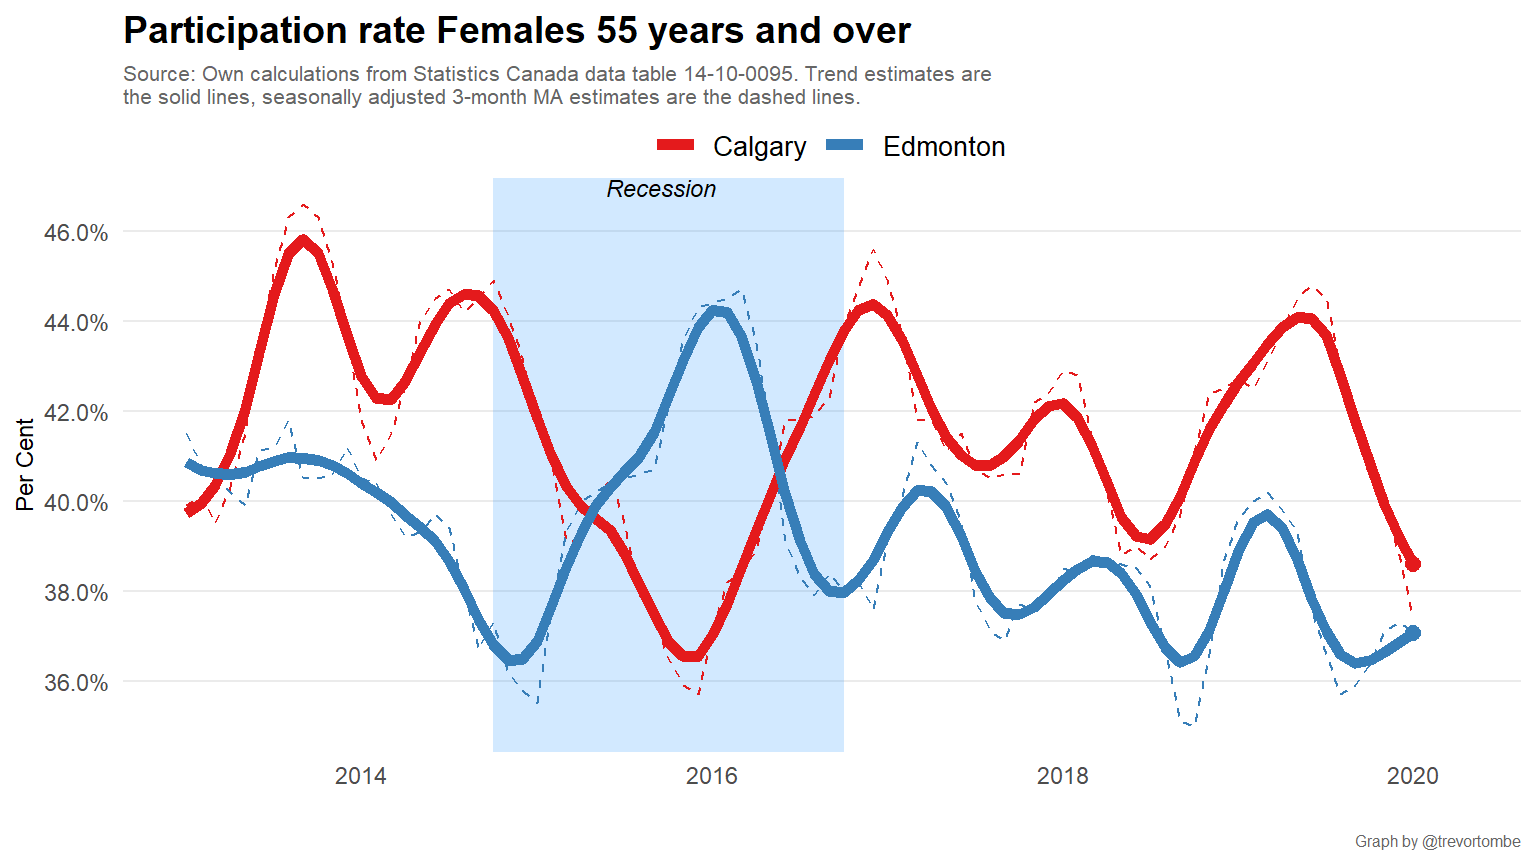 Participation rate Females 55 years and over
Source: Own calculations from Statistics Canada data table 14-10-0095. Trend estimates are
the solid lines, seasonally adjusted 3-month MA estimates are the dashed lines.
Calgary Edmonton
Recession
46.0%
44.0%
42.0%
40.0%
38.0%
36.0%
Per Cent
2014 2016 2018 2020
Graph by @trevortombe